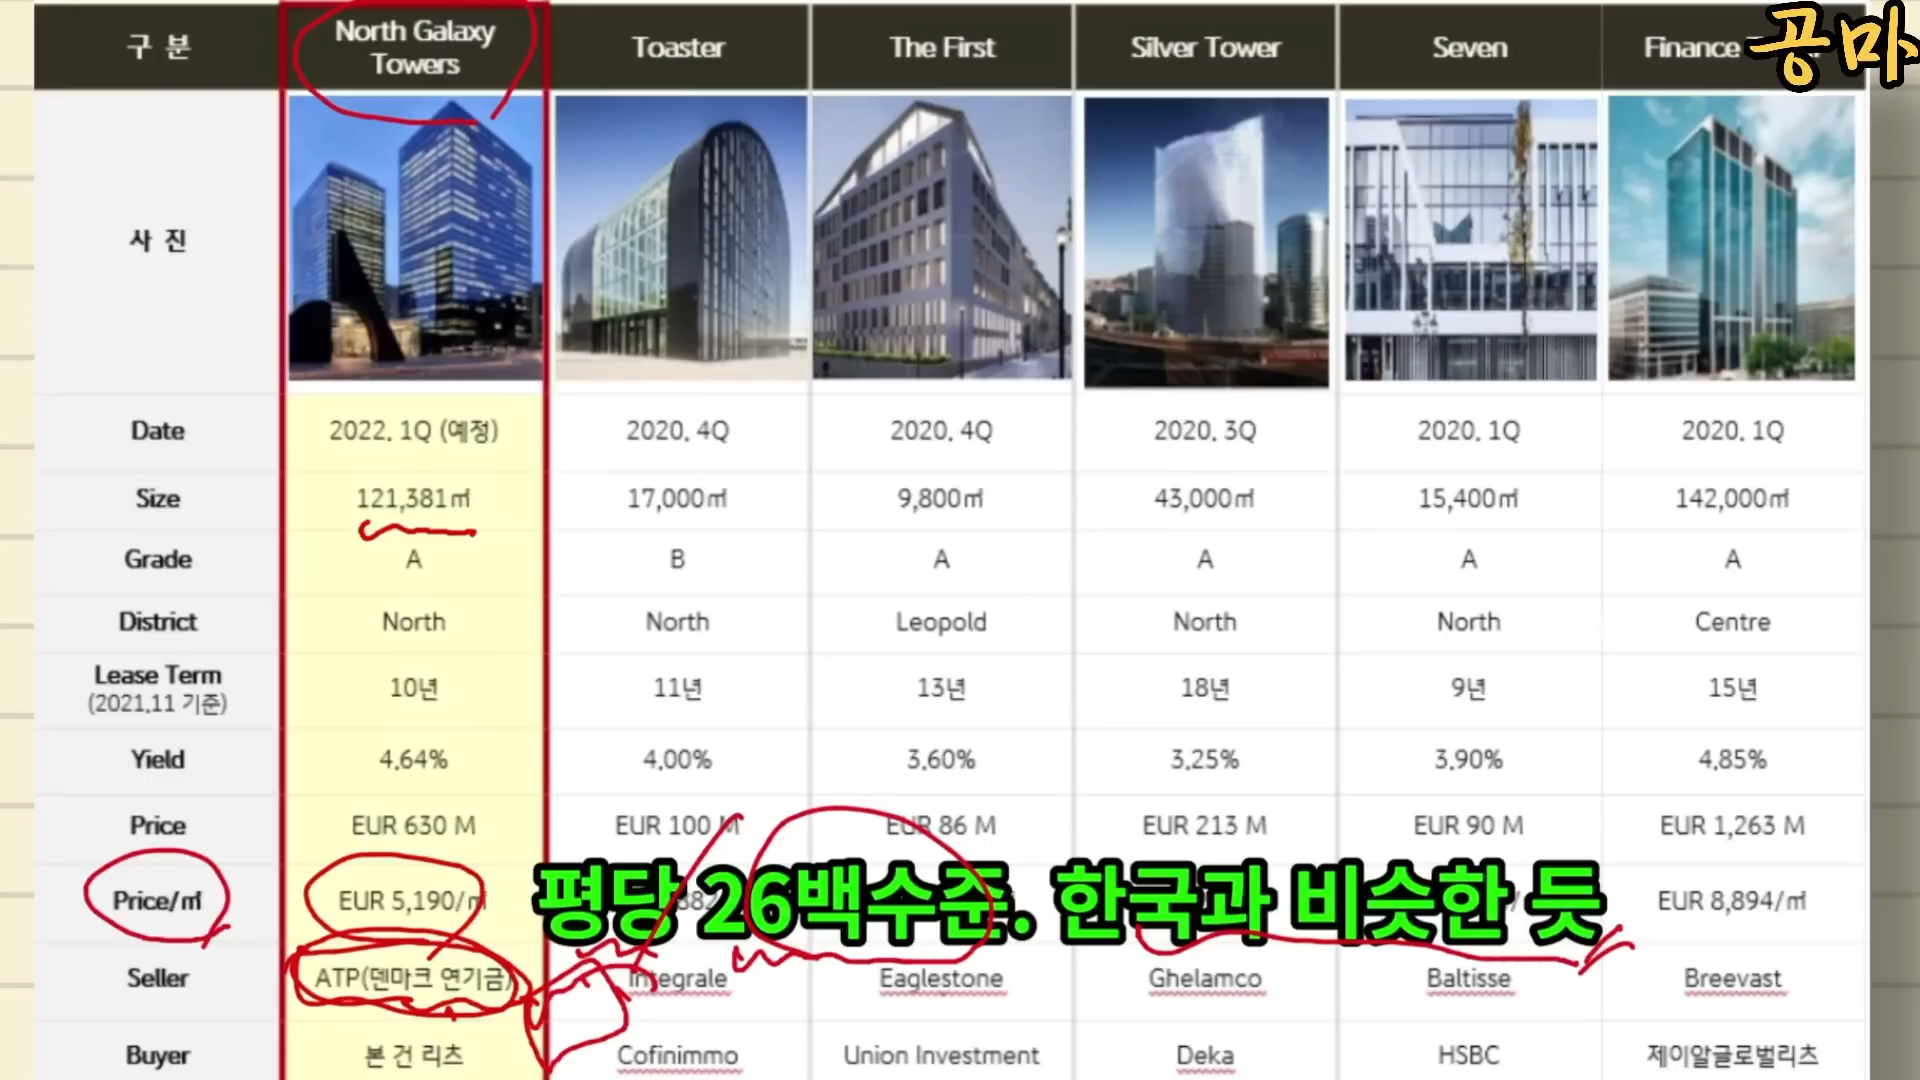 구 분
North Galaxy
Towers
Toaster
The First
Silver Tower
Seven
Finance
공마
사 진
Date
2022. 1Q (예정)
2020. 4Q
2020. 4Q
2020. 3Q
2020. 1Q
2020. 1Q
Size
121,381㎡
17,000㎡
9,800㎡
43,000㎡
15,400㎡
142,000㎡
Grade
A
B
A
A
A
A
District
North
North
Leopold
North
North
Centre
Lease Term
(2021.11 기준)
10년
11년
13년
18년
9년
15년
Yield
4.64%
4.00%
3.60%
3.25%
3.90%
4.85%
Price
EUR 630 M
EUR 100 M
EUR 86 M
EUR 213 M
EUR 90 M
EUR 1,263 M
Price/㎡
EUR 5,190/㎡
평당 26백수준. 한국과 비슷한 듯
EUR 8,894/㎡
Seller
ATP(덴마크 연기금)
Integrale
Eaglestone
Ghelamco
Baltisse
Breevast
Buyer
본 건 리츠
Cofinimmo
Union Investment
Deka
HSBC
제이알글로벌리츠